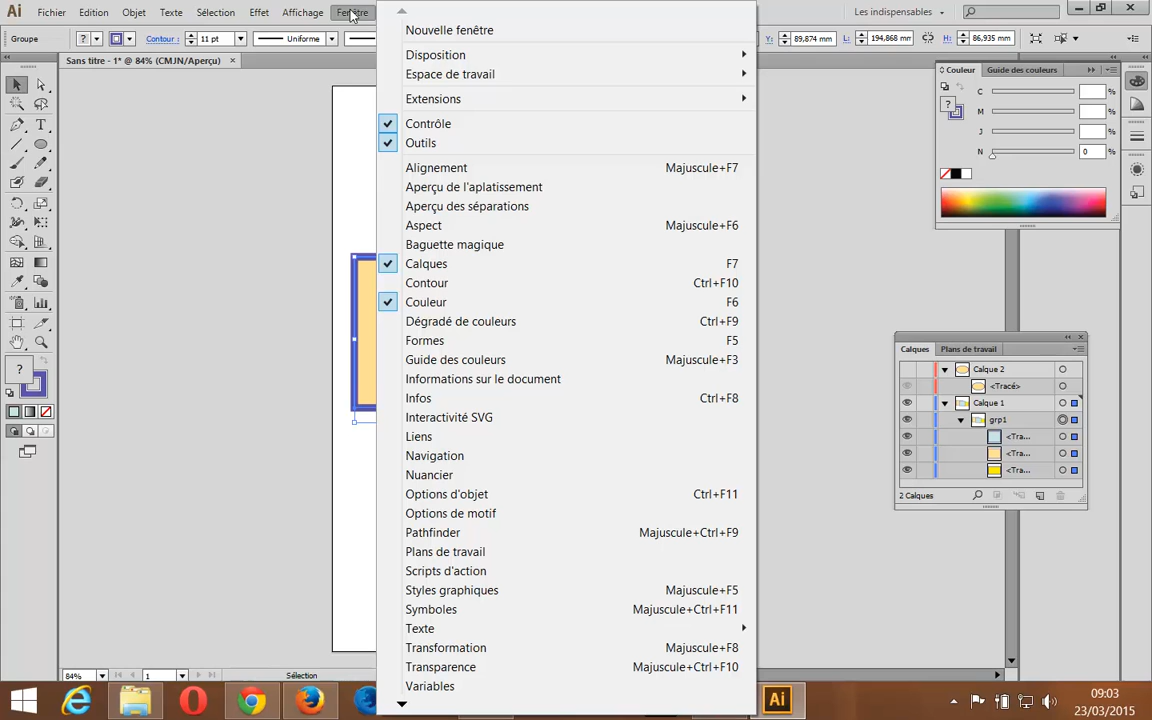 Ai Fichier Edition Objet Texte Sélection Effet Affichage Fenêtre Les indispensables
Groupe ? Contour : 11 pt Uniforme Y: 89,874 mm L: 194,868 mm H: 86,935 mm
Sans titre - 1* @ 84% (CMJN/Aperçu) ×
Nouvelle fenêtre
Disposition
Espace de travail
Extensions
Contrôle
Outils
Alignement Majuscule+F7
Aperçu de l'aplatissement
Aperçu des séparations
Aspect Majuscule+F6
Baguette magique
Calques F7
Contour Ctrl+F10
Couleur F6
Dégradé de couleurs Ctrl+F9
Formes F5
Guide des couleurs Majuscule+F3
Informations sur le document
Infos Ctrl+F8
Interactivité SVG
Liens
Navigation
Nuancier
Options d'objet Ctrl+F11
Options de motif
Pathfinder Majuscule+Ctrl+F9
Plans de travail
Scripts d'action
Styles graphiques Majuscule+F5
Symboles Majuscule+Ctrl+F11
Texte
Transformation Majuscule+F8
Transparence Majuscule+Ctrl+F10
Variables
Couleur Guide des couleurs
?
C %
M %
J %
N 0 %
Calques Plans de travail
Calque 2
<Tracé>
Calque 1
grp1
<Tra...
<Tra...
<Tra...
2 Calques
?
84% 1 Sélection
Ai
09:03
23/03/2015